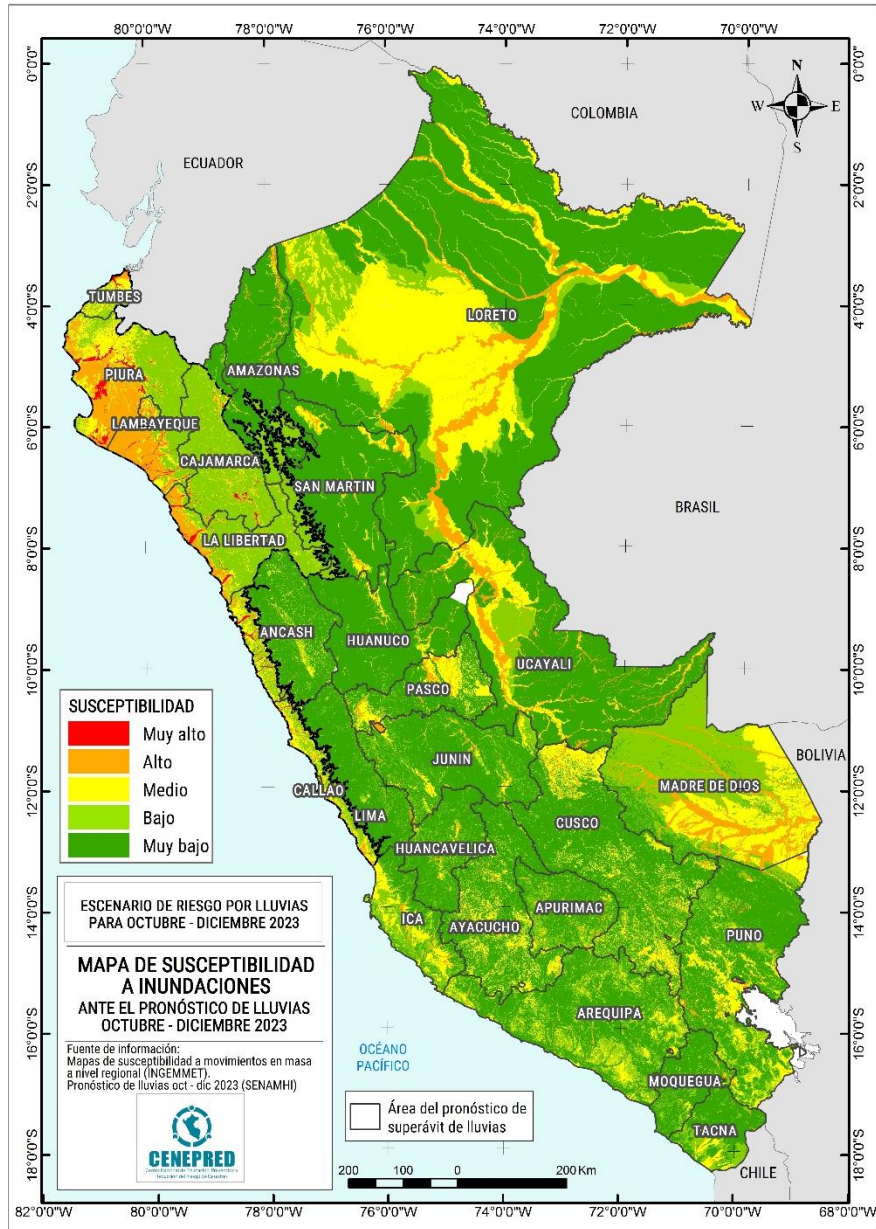 80°0'0"W 78°0'0"W 76°0'0"W 74°0'0"W 72°0'0"W 70°0'0"W
0°0'0"
2°0'0"S
4°0'0"S
6°0'0"S
8°0'0"S
10°0'0"S
12°0'0"S
14°0'0"S
16°0'0"S
18°0'0"S
N
W E
S
COLOMBIA
ECUADOR
TUMBES
LORETO
PIURA
AMAZONAS
LAMBAYEQUE
CAJAMARCA
SAN MARTIN
BRASIL
LA LIBERTAD
ANCASH
HUANUCO
UCAYALI
PASCO
SUSCEPTIBILIDAD
Muy alto
Alto
Medio
Bajo
Muy bajo
BOLIVIA
JUNIN
MADRE DE DIOS
CALLAO
LIMA
CUSCO
HUANCAVELICA
APURIMAC
ICA
AYACUCHO
PUNO
AREQUIPA
MOQUEGUA
TACNA
CHILE
OCÉANO
PACÍFICO
ESCENARIO DE RIESGO POR LLUVIAS
PARA OCTUBRE - DICIEMBRE 2023
MAPA DE SUSCEPTIBILIDAD
A INUNDACIONES
ANTE EL PRONÓSTICO DE LLUVIAS
OCTUBRE - DICIEMBRE 2023
Fuente de información:
Mapas de susceptibilidad a movimientos en masa
a nivel regional (INGEMMET).
Pronóstico de lluvias oct - dic 2023 (SENAMHI)
CENEPRED
Área del pronóstico de
superávit de lluvias
200 100 0 200 Km
0°0'0"
2°0'0"S
4°0'0"S
6°0'0"S
8°0'0"S
10°0'0"S
12°0'0"S
14°0'0"S
16°0'0"S
18°0'0"S
82°0'0"W 80°0'0"W 78°0'0"W 76°0'0"W 74°0'0"W 72°0'0"W 70°0'0"W 68°0'0"W